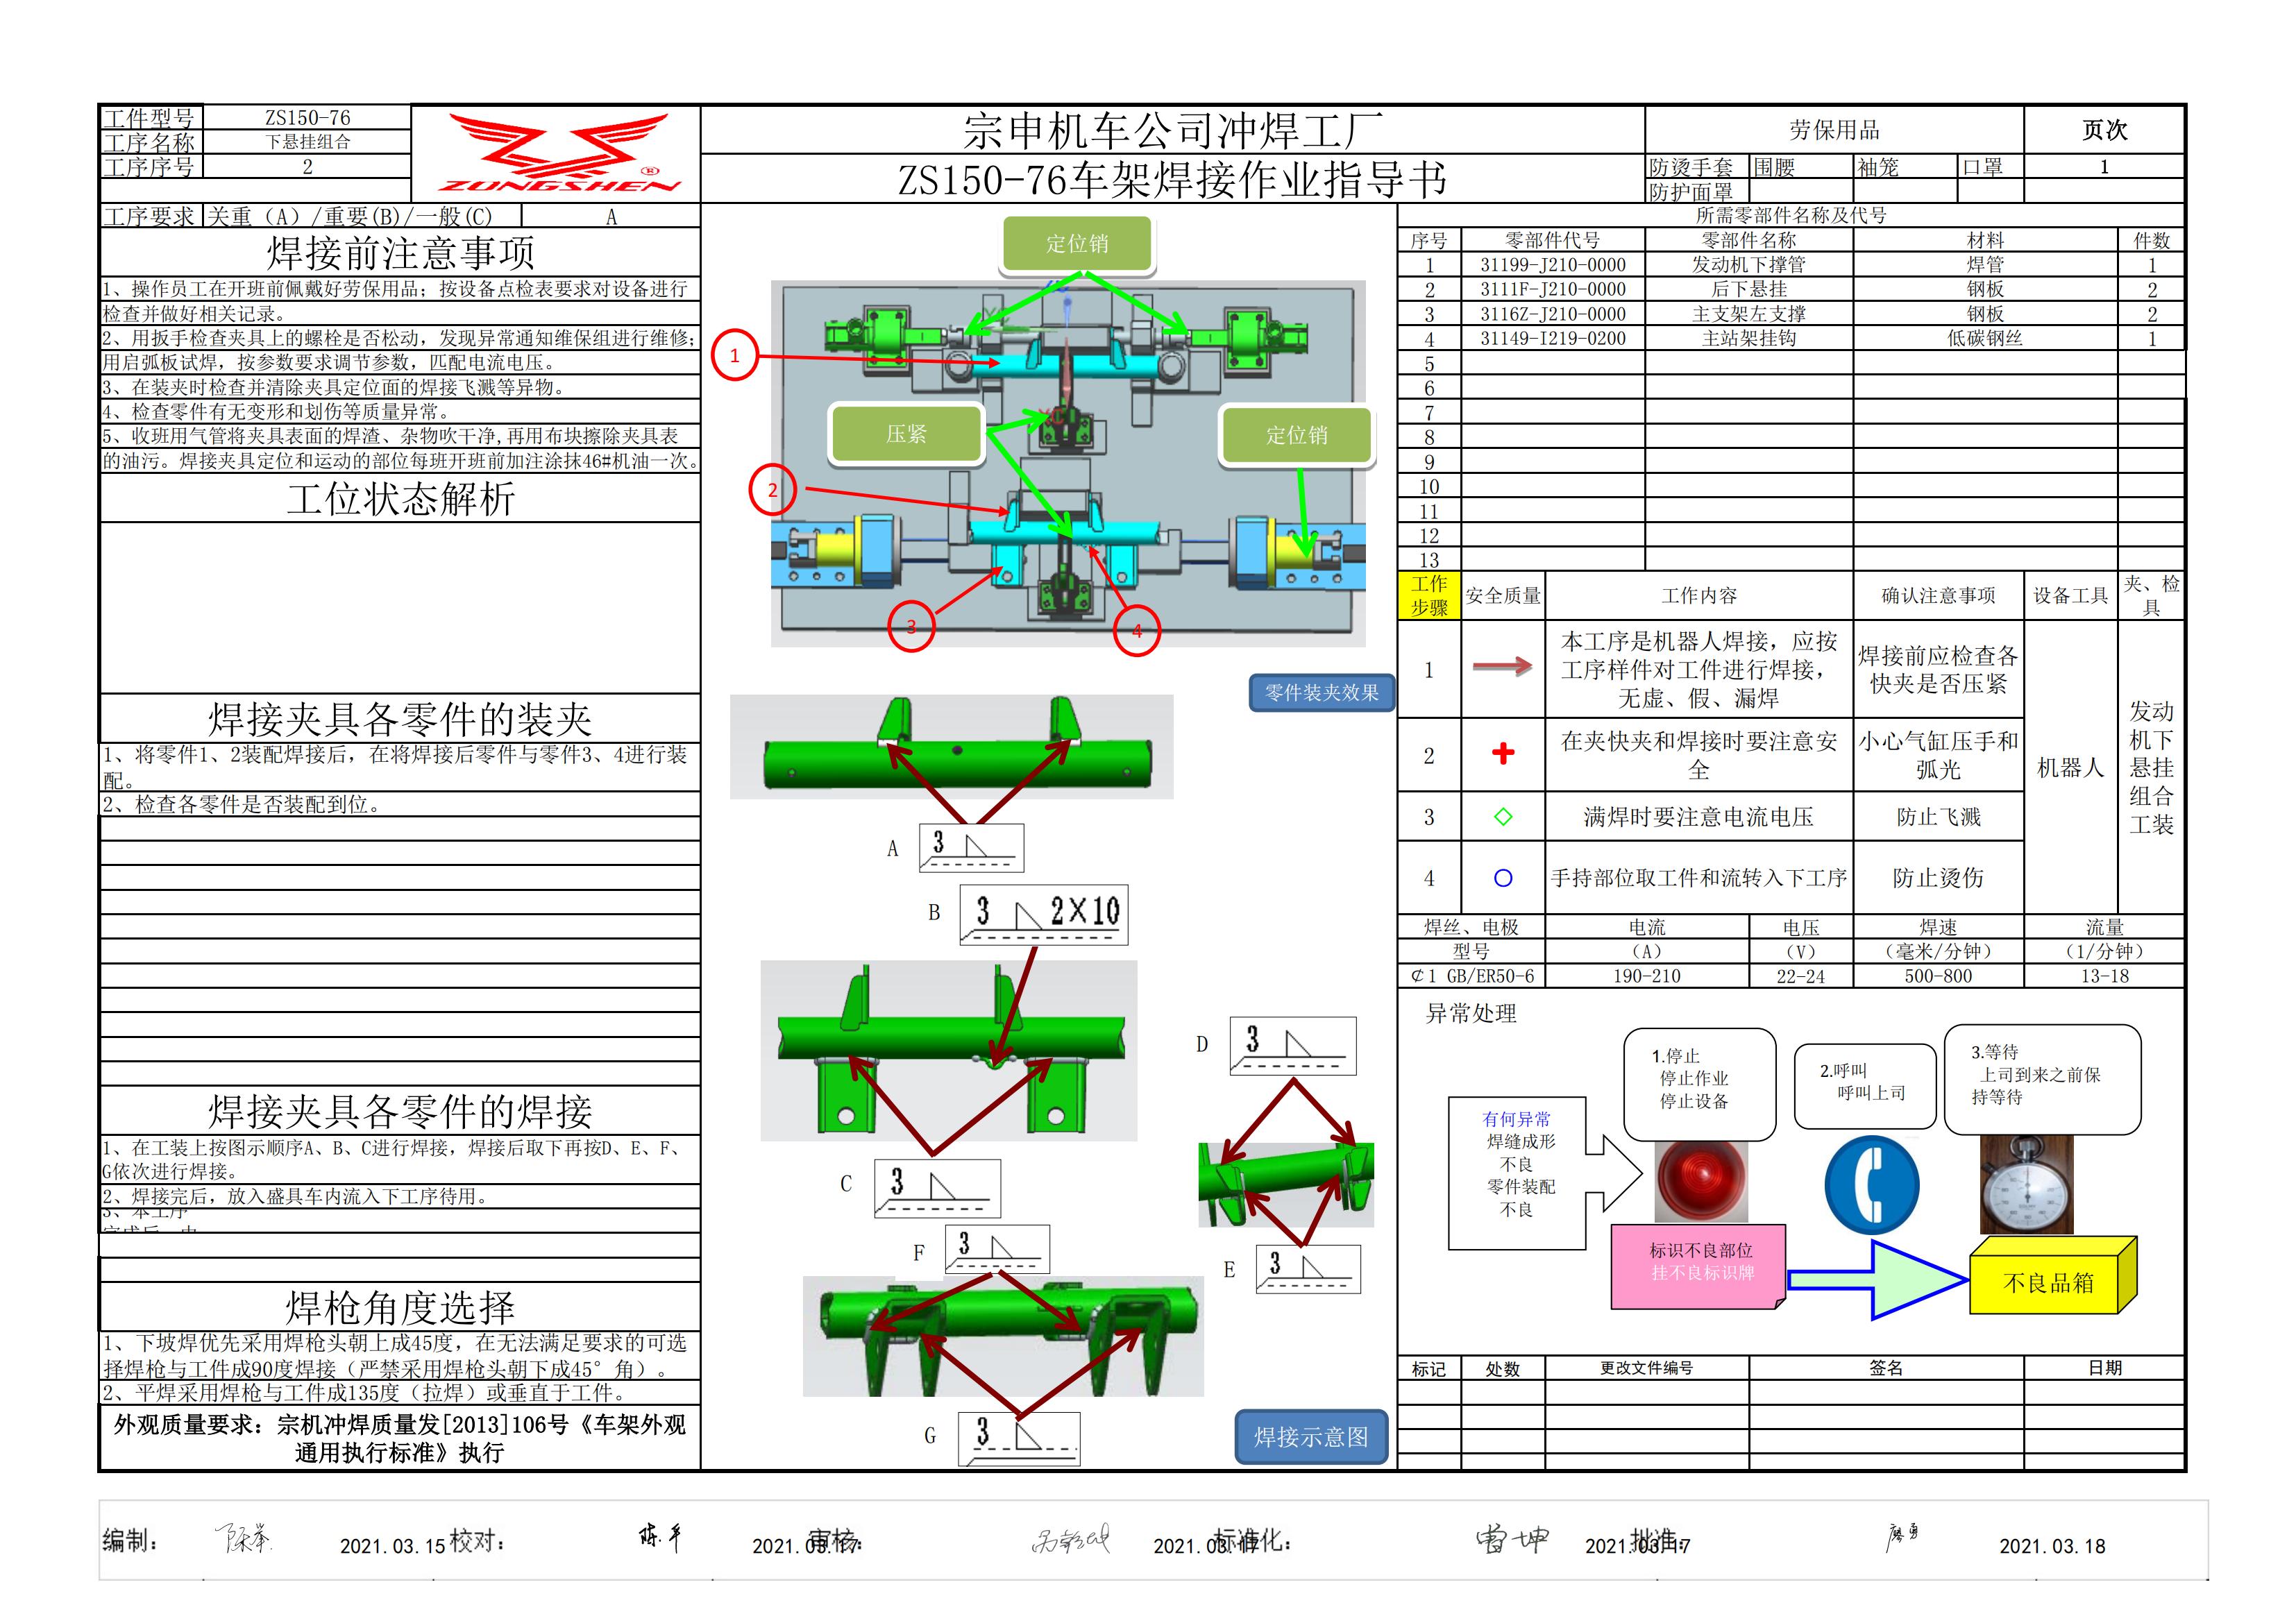 工件型号 ZS150-76
工序名称 下悬挂组合
工序序号 2
ZONGSHEN ®
宗申机车公司冲焊工厂
ZS150-76车架焊接作业指导书
劳保用品 页次
防烫手套 围腰 袖笼 口罩 1
防护面罩
工序要求 关重（A）/重要(B)/一般(C) A
焊接前注意事项
1、操作员工在开班前佩戴好劳保用品；按设备点检表要求对设备进行
检查并做好相关记录。
2、用扳手检查夹具上的螺栓是否松动，发现异常通知维保组进行维修；
用启弧板试焊，按参数要求调节参数，匹配电流电压。
3、在装夹时检查并清除夹具定位面的焊接飞溅等异物。
4、检查零件有无变形和划伤等质量异常。
5、收班用气管将夹具表面的焊渣、杂物吹干净,再用布块擦除夹具表
的油污。焊接夹具定位和运动的部位每班开班前加注涂抹46#机油一次。
工位状态解析
焊接夹具各零件的装夹
1、将零件1、2装配焊接后，在将焊接后零件与零件3、4进行装
配。
2、检查各零件是否装配到位。
焊接夹具各零件的焊接
1、在工装上按图示顺序A、B、C进行焊接，焊接后取下再按D、E、F、
G依次进行焊接。
2、焊接完后，放入盛具车内流入下工序待用。
3、本工序
焊枪角度选择
1、下坡焊优先采用焊枪头朝上成45度，在无法满足要求的可选
择焊枪与工件成90度焊接（严禁采用焊枪头朝下成45°角）。
2、平焊采用焊枪与工件成135度（拉焊）或垂直于工件。
外观质量要求：宗机冲焊质量发[2013]106号《车架外观
通用执行标准》执行
定位销
1
压紧
定位销
2
3
4
零件装夹效果
A 3
B 3 2×10
D 3
C 3
F 3
E 3
G 3
焊接示意图
所需零部件名称及代号
序号 零部件代号 零部件名称 材料 件数
1 31199-J210-0000 发动机下撑管 焊管 1
2 3111F-J210-0000 后下悬挂 钢板 2
3 3116Z-J210-0000 主支架左支撑 钢板 2
4 31149-I219-0200 主站架挂钩 低碳钢丝 1
5
6
7
8
9
10
11
12
13
工作
步骤 安全质量 工作内容 确认注意事项 设备工具 夹、检
具
1 本工序是机器人焊接，应按
工序样件对工件进行焊接，
无虚、假、漏焊 焊接前应检查各
快夹是否压紧
2 在夹快夹和焊接时要注意安
全 小心气缸压手和
弧光
3 满焊时要注意电流电压 防止飞溅
4 手持部位取工件和流转入下工序 防止烫伤
机器人
发动
机下
悬挂
组合
工装
焊丝、电极 电流 电压 焊速 流量
型号 （A） （V） （毫米/分钟） （1/分钟）
¢1 GB/ER50-6 190-210 22-24 500-800 13-18
异常处理
有何异常
焊缝成形
不良
零件装配
不良
1.停止
停止作业
停止设备
2.呼叫
呼叫上司
3.等待
上司到来之前保
持等待
标识不良部位
挂不良标识牌
不良品箱
标记 处数 更改文件编号 签名 日期
编制： 2021.03.15 校对： 2021.03.17 审核： 2021.03.17 标准化： 2021.03.17 批准： 2021.03.18